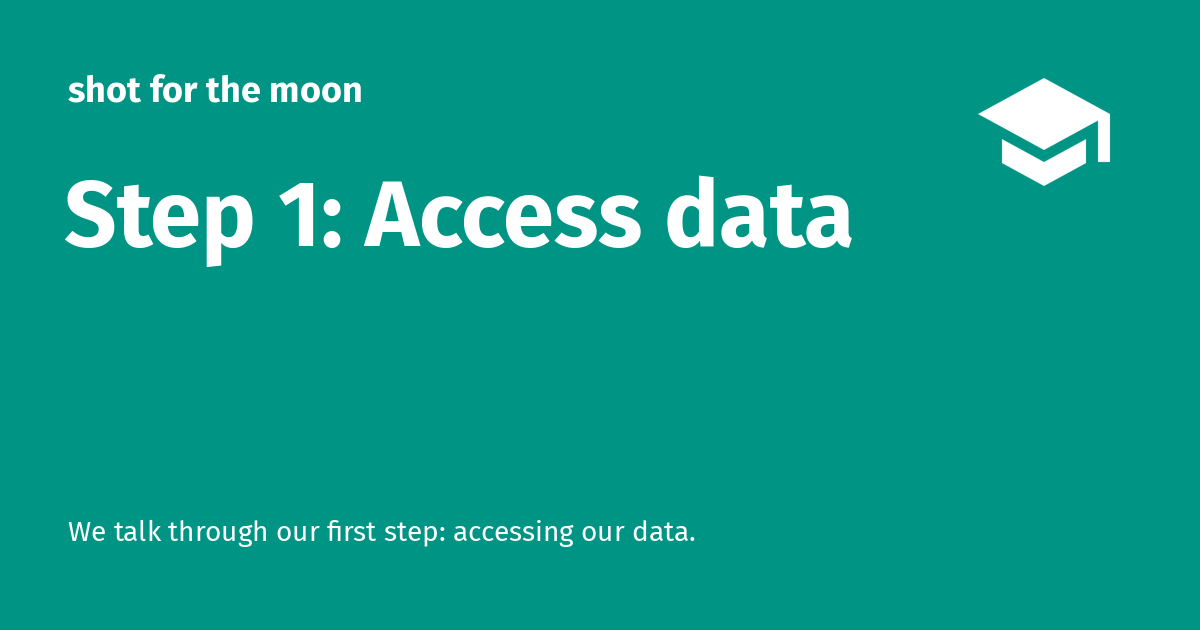 shot for the moon
Step 1: Access data
We talk through our first step: accessing our data.